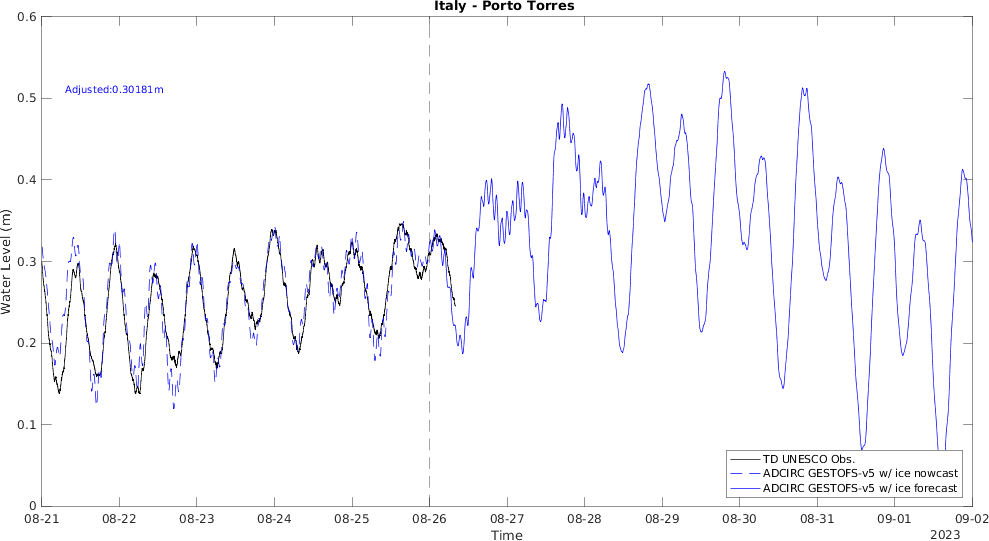 Italy - Porto Torres
0.6
0.5
0.4
0.3
0.2
0.1
0
Water Level (m)
Adjusted:0.30181m
TD UNESCO Obs.
ADCIRC GESTOFS-v5 w/ ice nowcast
ADCIRC GESTOFS-v5 w/ ice forecast
08-21 08-22 08-23 08-24 08-25 08-26 08-27 08-28 08-29 08-30 08-31 09-01 09-02
Time
2023